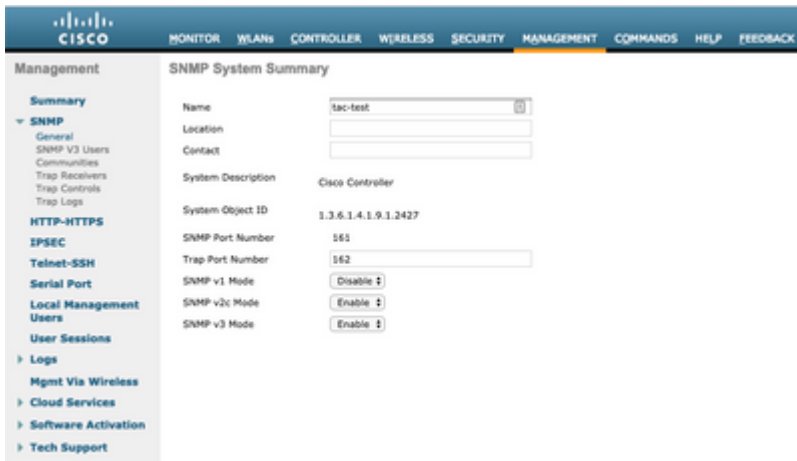 CISCO
MONITOR WLANs CONTROLLER WIRELESS SECURITY MANAGEMENT COMMANDS HELP FEEDBACK
Management
Summary
SNMP
General
SNMP V3 Users
Communities
Trap Receivers
Trap Controls
Trap Logs
HTTP-HTTPS
IPSEC
Telnet-SSH
Serial Port
Local Management
Users
User Sessions
Logs
Mgmt Via Wireless
Cloud Services
Software Activation
Tech Support
SNMP System Summary
Name tac-test
Location
Contact
System Description Cisco Controller
System Object ID 1.3.6.1.4.1.9.1.2427
SNMP Port Number 161
Trap Port Number 162
SNMP v1 Mode Disable
SNMP v2c Mode Enable
SNMP v3 Mode Enable